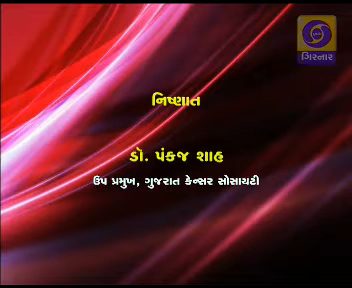 ગિરનાર
નિષ્ણાત
ડૉ. પંકજ શાહ
ઉપ પ્રમુખ, ગુજરાત કેન્સર સોસાયટી